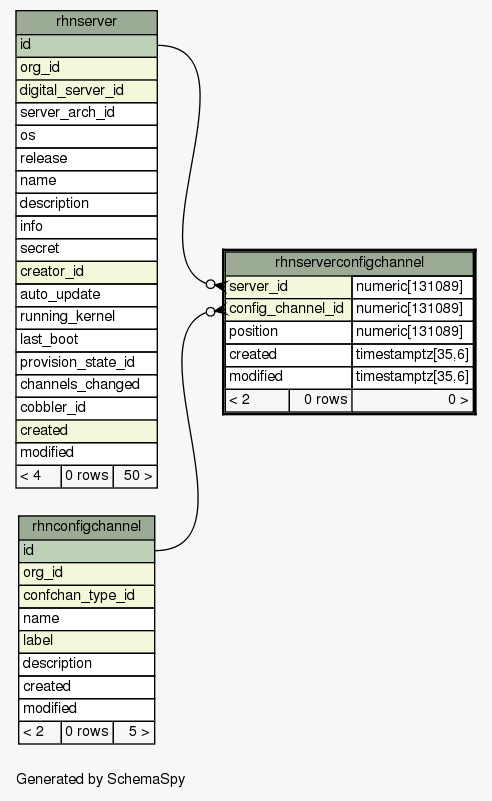 rhnserver
id
org_id
digital_server_id
server_arch_id
os
release
name
description
info
secret
creator_id
auto_update
running_kernel
last_boot
provision_state_id
channels_changed
cobbler_id
created
modified
< 4 0 rows 50 >
rhnserverconfigchannel
server_id numeric[131089]
config_channel_id numeric[131089]
position numeric[131089]
created timestamptz[35,6]
modified timestamptz[35,6]
< 2 0 rows 0 >
rhnconfigchannel
id
org_id
confchan_type_id
name
label
description
created
modified
< 2 0 rows 5 >
Generated by SchemaSpy